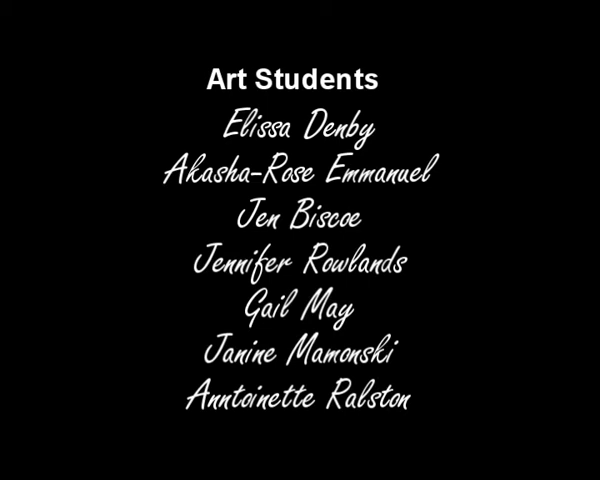 Art Students
Elissa Denby
Akasha-Rose Emmanuel
Jen Biscoe
Jennifer Rowlands
Gail May
Janine Mamonski
Anntoinette Ralston